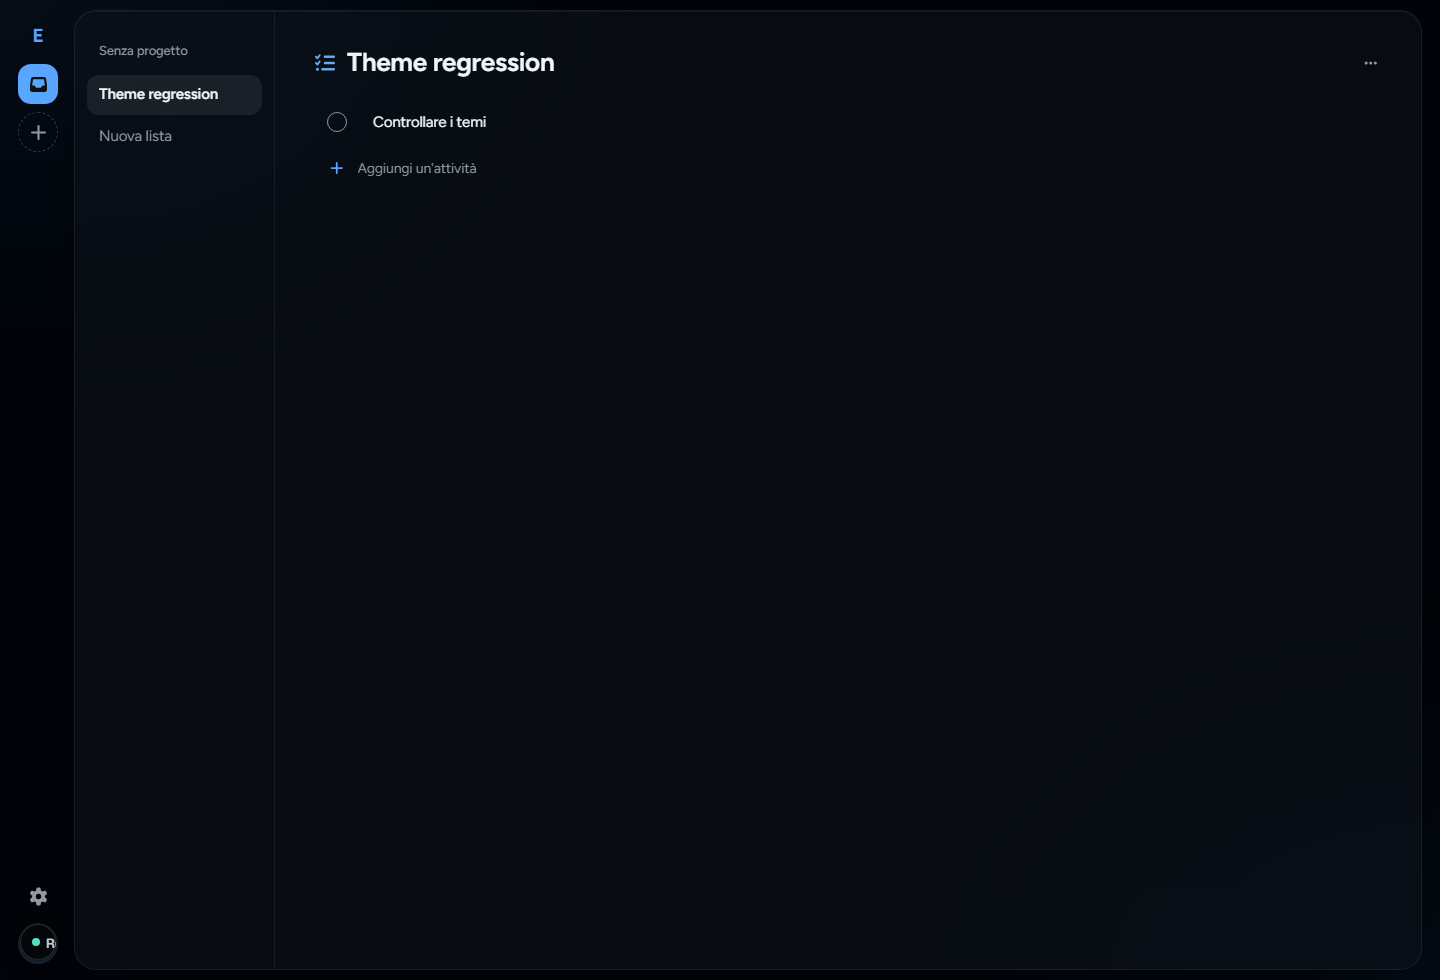 E
Senza progetto
Theme regression
Nuova lista
Theme regression
Controllare i temi
Aggiungi un'attività
R